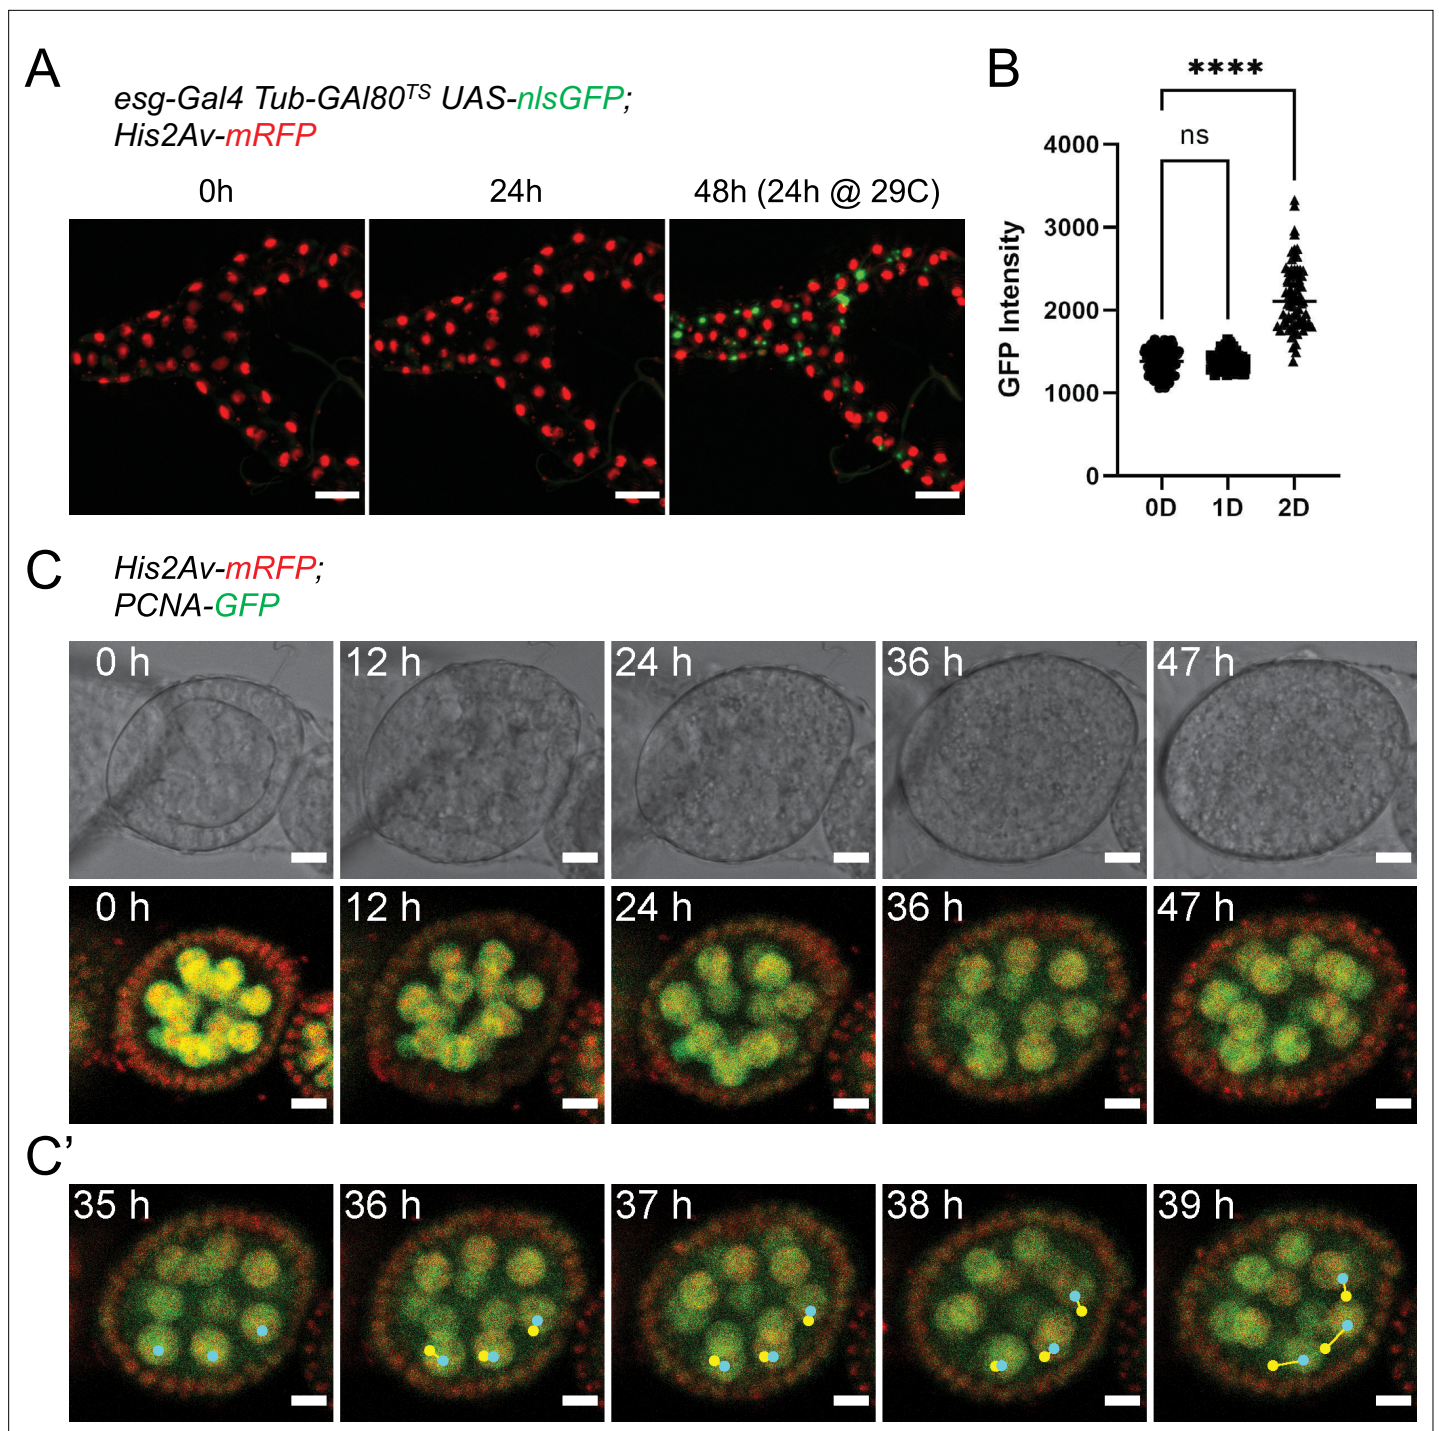 A
esg-Gal4 Tub-GAl80TS UAS-nlsGFP;
His2Av-mRFP
0h
24h
48h (24h @ 29C)
B
****
ns
4000
3000
2000
1000
0
GFP Intensity
0D
1D
2D
C
His2Av-mRFP;
PCNA-GFP
0 h
12 h
24 h
36 h
47 h
0 h
12 h
24 h
36 h
47 h
C’
35 h
36 h
37 h
38 h
39 h